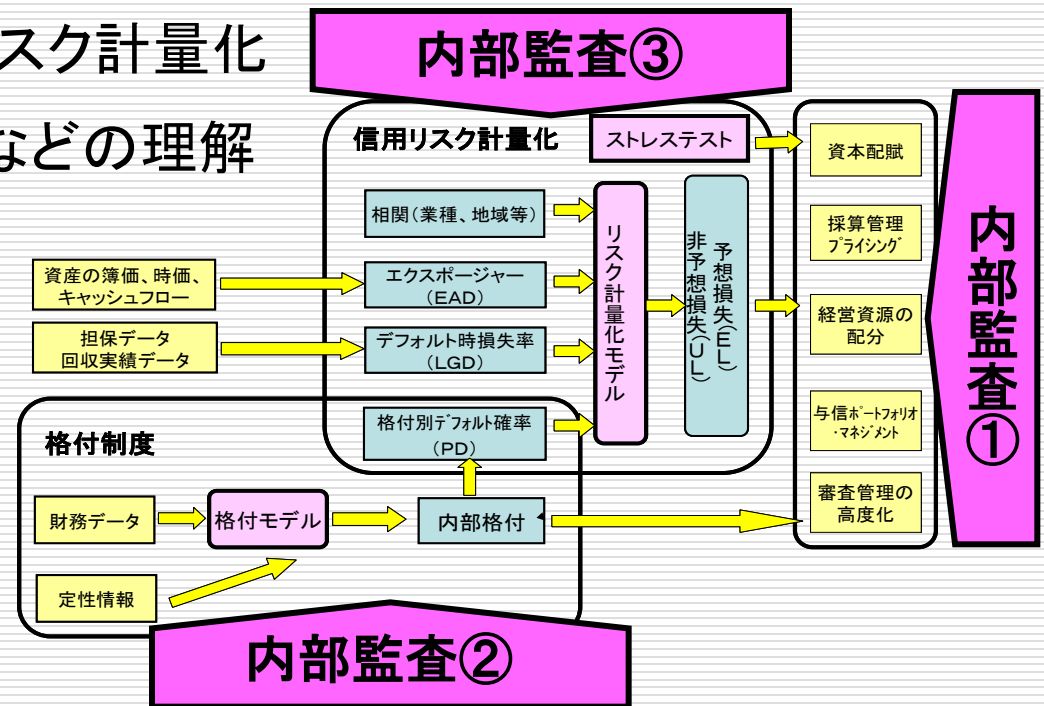 スク計量化
などの理解
内部監査③
信用リスク計量化
ストレステスト
相関(業種、地域等)
資産の簿価、時価、
キャッシュフロー
エクスポージャー
(EAD)
担保データ
回収実績データ
デフォルト時損失率
(LGD)
格付別デフォルト確率
(PD)
リスク計量化モデル
予想損失(EL)
非予想損失(UL)
資本配賦
採算管理
プライシング
経営資源の
配分
与信ポートフォリオ
・マネジメント
審査管理の
高度化
内部監査①
格付制度
財務データ
格付モデル
内部格付
定性情報
内部監査②